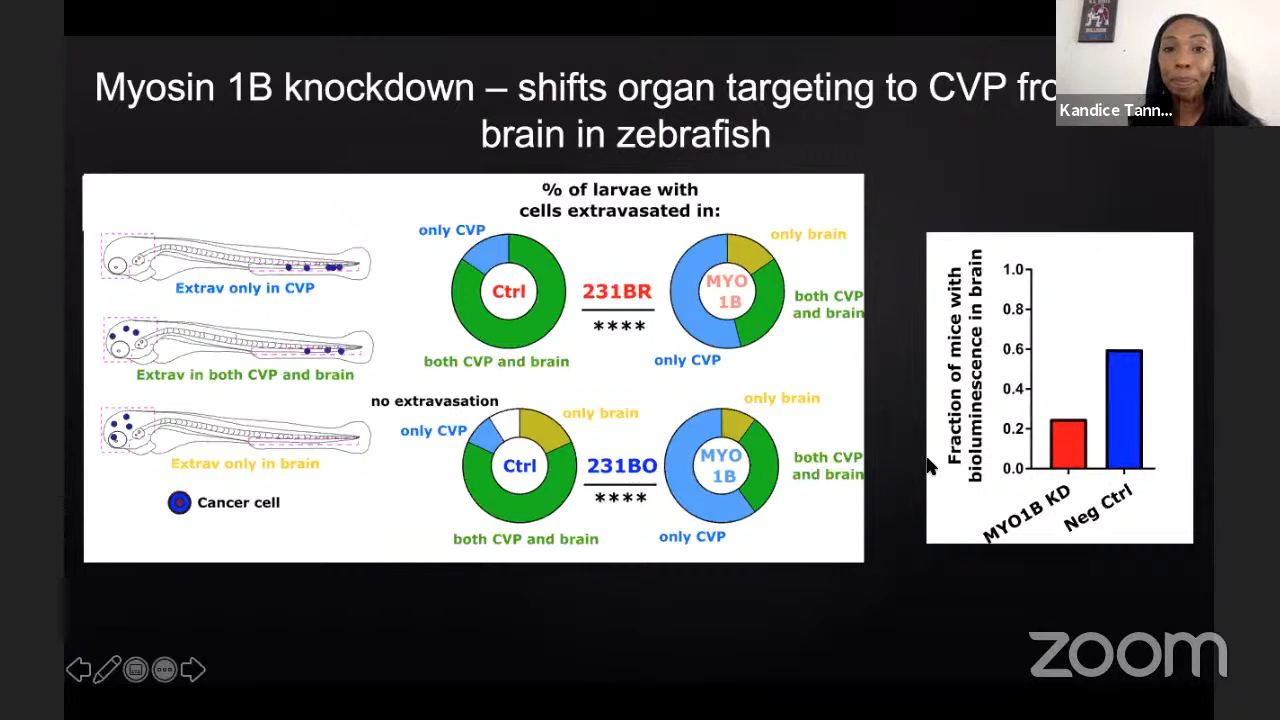 Myosin 1B knockdown – shifts organ targeting to CVP fro
brain in zebrafish
Kandice Tann...
% of larvae with
cells extravasated in:
Extrav only in CVP
Extrav in both CVP and brain
Extrav only in brain
Cancer cell
only CVP
Ctrl
both CVP and brain
231BR
****
only brain
MYO
1B
both CVP
and brain
only CVP
no extravasation
only CVP
only brain
Ctrl
both CVP and brain
231BO
****
only brain
MYO
1B
both CVP
and brain
only CVP
Fraction of mice with
bioluminescence in brain
1.0
0.8
0.6
0.4
0.2
0.0
MYO1B KD
Neg Ctrl
zoom